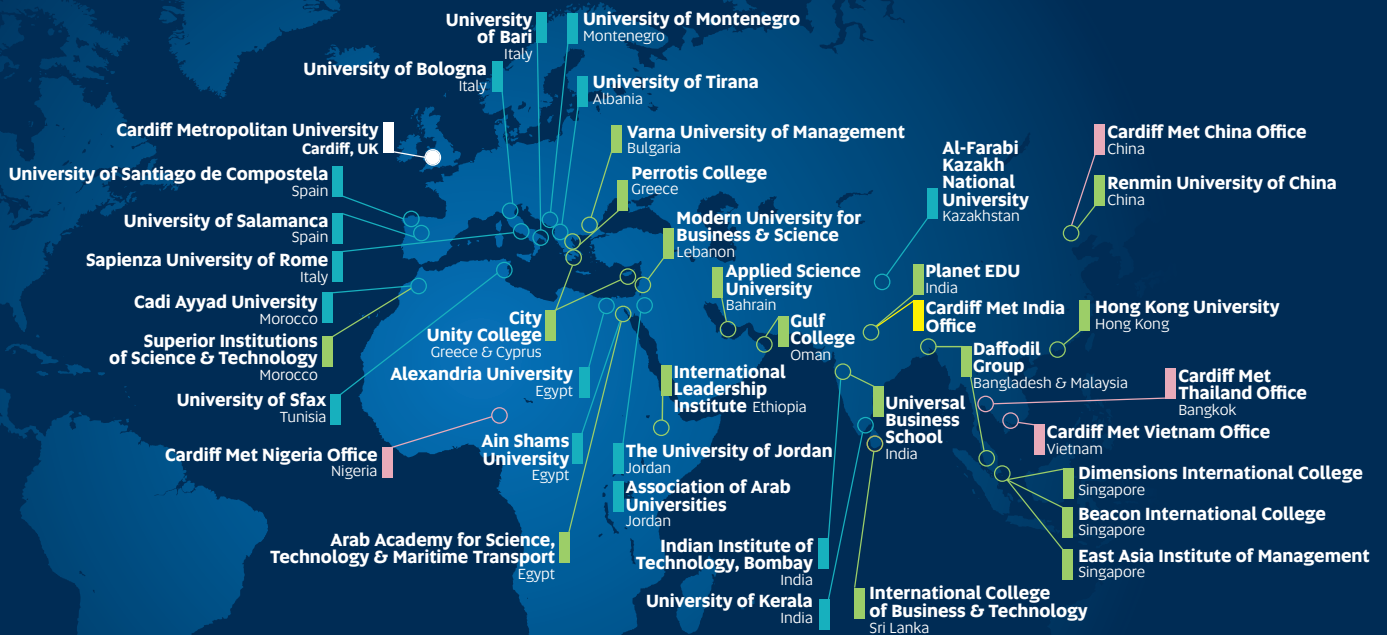 University
of Bari
Italy
University of Montenegro
Montenegro
University of Bologna
Italy
University of Tirana
Albania
Cardiff Metropolitan University
Cardiff, UK
Varna University of Management
Bulgaria
Al-Farabi
Kazakh
National
University
Kazakhstan
Cardiff Met China Office
China
University of Santiago de Compostela
Spain
Perrotis College
Greece
Renmin University of China
China
University of Salamanca
Spain
Modern University for
Business & Science
Lebanon
Sapienza University of Rome
Italy
Applied Science
University
Bahrain
Planet EDU
India
Cadi Ayyad University
Morocco
City
Unity College
Greece & Cyprus
Gulf
College
Oman
Cardiff Met India
Office
Hong Kong University
Hong Kong
Superior Institutions
of Science & Technology
Morocco
Daffodil
Group
Bangladesh & Malaysia
Alexandria University
Egypt
International
Leadership
Institute Ethiopia
Cardiff Met
Thailand Office
Bangkok
University of Sfax
Tunisia
Universal
Business
School
India
Cardiff Met Vietnam Office
Vietnam
Cardiff Met Nigeria Office
Nigeria
Ain Shams
University
Egypt
The University of Jordan
Jordan
Dimensions International College
Singapore
Association of Arab
Universities
Jordan
Beacon International College
Singapore
Arab Academy for Science,
Technology & Maritime Transport
Egypt
Indian Institute of
Technology, Bombay
India
East Asia Institute of Management
Singapore
University of Kerala
India
International College
of Business & Technology
Sri Lanka